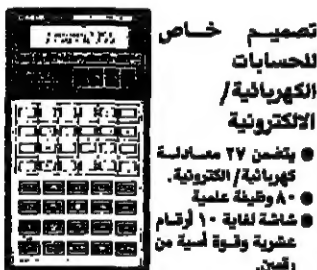 تصميم خاص
للحسابات
الكهربائية/
الالكترونية
● يتضمن ٢٧ معادلة
كهربائية/ الكترونية.
● ٨٠ وظيفة علمية
● شاشة لغاية ١٠ أرقام
عشرية وقوة أسية من
رقمين.